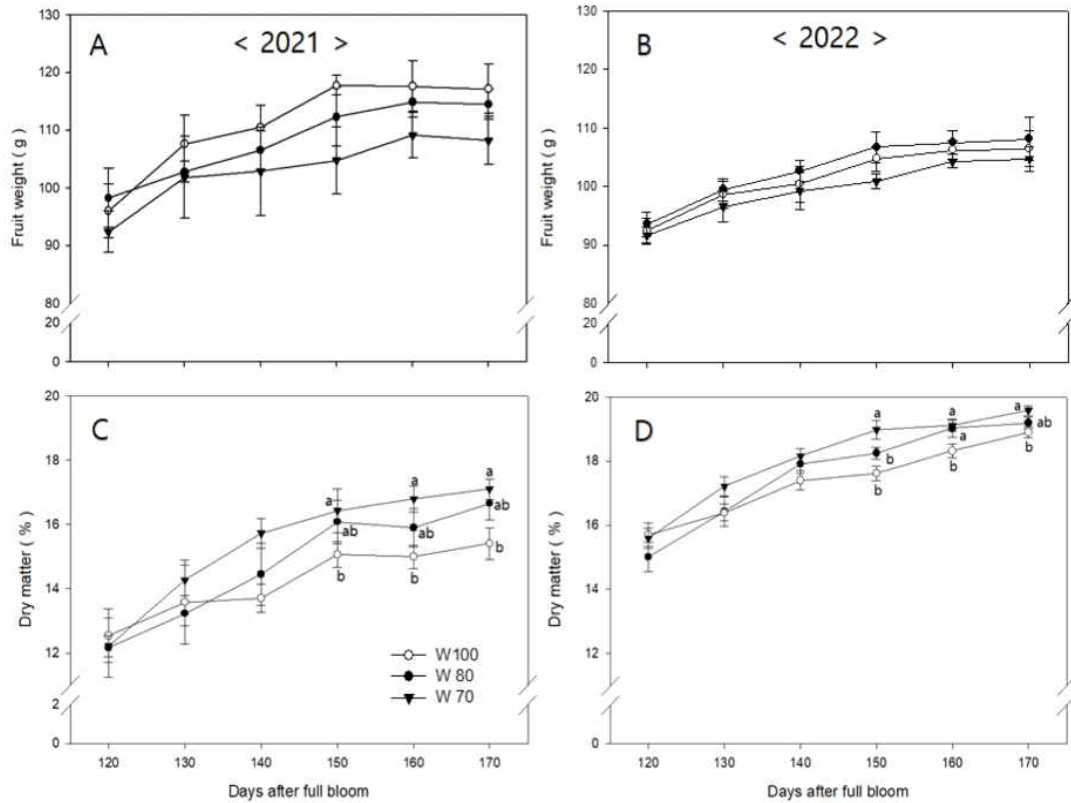 A
< 2021 >
Fruit weight ( g )
130
120
110
100
90
80
20
0
B
< 2022 >
Fruit weight ( g )
130
120
110
100
90
80
20
0
C
Dry matter ( % )
20
18
16
14
12
2
0
a
a
a
ab
ab
ab
b
b
b
W100
W 80
W 70
120
130
140
150
160
170
Days after full bloom
D
Dry matter ( % )
20
18
16
14
12
2
0
a
a
a
b
a
ab
b
b
b
120
130
140
150
160
170
Days after full bloom